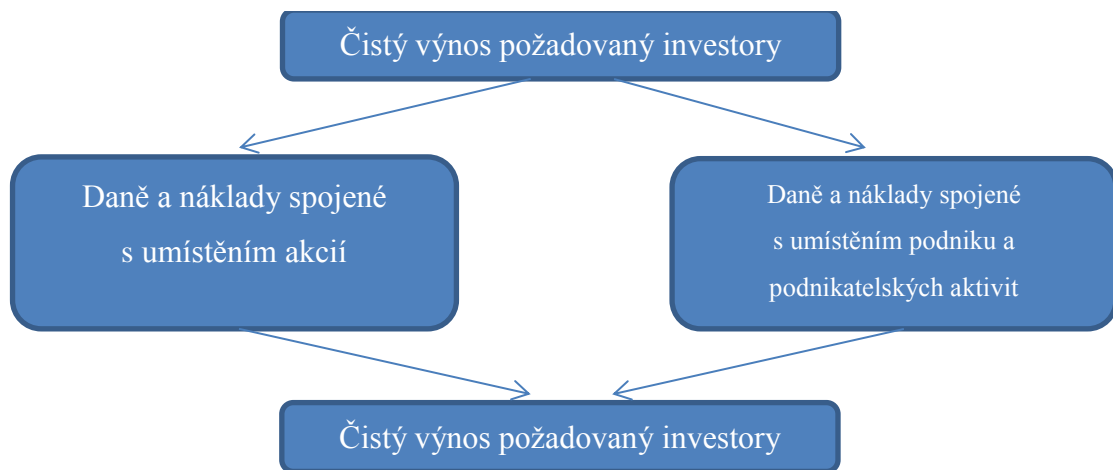 Čistý výnos požadovaný investory
Daně a náklady spojené
s umístěním akcií
Daně a náklady spojené
s umístěním podniku a
podnikatelských aktivit
Čistý výnos požadovaný investory